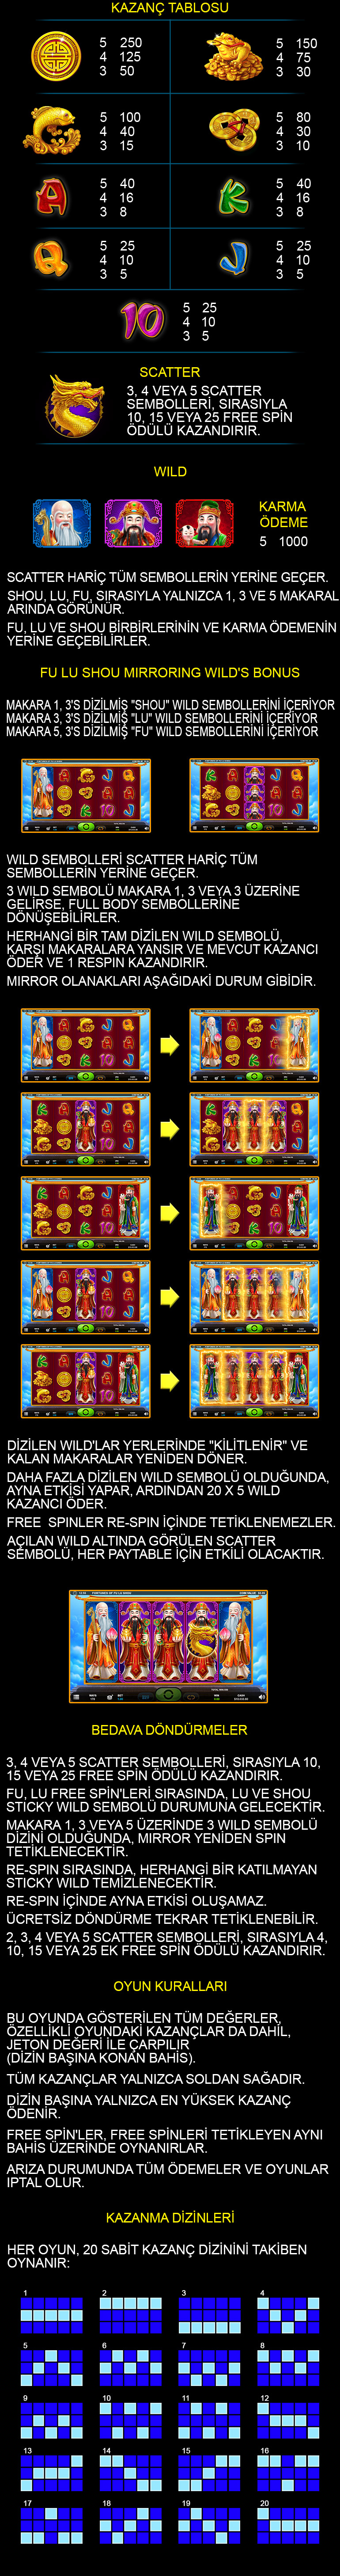 KAZANÇ TABLOSU
5 250
4 125
3 50
5 150
4 75
3 30
5 100
4 40
3 15
5 80
4 30
3 10
A
5 40
4 16
3 8
K
5 40
4 16
3 8
Q
5 25
4 10
3 5
J
5 25
4 10
3 5
10
5 25
4 10
3 5
SCATTER
3, 4 VEYA 5 SCATTER
SEMBOLLERİ, SIRASIYLA
10, 15 VEYA 25 FREE SPİN
ÖDÜLÜ KAZANDIRIR.
WILD
KARMA
ÖDEME
5 1000
SCATTER HARİÇ TÜM SEMBOLLERİN YERİNE GEÇER.
SHOU, LU, FU, SIRASIYLA YALNIZCA 1, 3 VE 5 MAKARAL
ARINDA GÖRÜNÜR.
FU, LU VE SHOU BİRBİRLERİNİN VE KARMA ÖDEMENİN
YERİNE GEÇEBİLİRLER.
FU LU SHOU MIRRORING WILD'S BONUS
MAKARA 1, 3'S DİZİLMİŞ "SHOU" WILD SEMBOLLERİNİ İÇERİYOR
MAKARA 3, 3'S DİZİLMİŞ "LU" WILD SEMBOLLERİNİ İÇERİYOR
MAKARA 5, 3'S DİZİLMİŞ "FU" WILD SEMBOLLERİNİ İÇERİYOR
WILD SEMBOLLERİ SCATTER HARİÇ TÜM
SEMBOLLERİN YERİNE GEÇER.
3 WILD SEMBOLÜ MAKARA 1, 3 VEYA 3 ÜZERİNE
GELİRSE, FULL BODY SEMBOLLERINE
DÖNÜŞEBİLİRLER.
HERHANGİ BİR TAM DİZİLEN WILD SEMBOLÜ,
KARŞI MAKARALARA YANSIR VE MEVCUT KAZANCI
ÖDER VE 1 RESPIN KAZANDIRIR.
MIRROR OLANAKLARI AŞAĞIDAKİ DURUM GİBİDİR.
DİZİLEN WILD'LAR YERLERİNDE "KİLİTLENİR" VE
KALAN MAKARALAR YENİDEN DÖNER.
DAHA FAZLA DİZİLEN WILD SEMBOLÜ OLDUĞUNDA,
AYNA ETKİSİ YAPAR, ARDINDAN 20 X 5 WILD
KAZANCI ÖDER.
FREE SPINLER RE-SPIN İÇİNDE TETİKLENEMEZLER.
AÇILAN WILD ALTINDA GÖRÜLEN SCATTER
SEMBOLÜ, HER PAYTABLE İÇİN ETKİLİ OLACAKTIR.
BEDAVA DÖNDÜRMELER
3, 4 VEYA 5 SCATTER SEMBOLLERİ, SIRASIYLA 10,
15 VEYA 25 FREE SPİN ÖDÜLÜ KAZANDIRIR.
FU, LU FREE SPİN'LERİ SIRASINDA, LU VE SHOU
STICKY WILD SEMBOLÜ DURUMUNA GELECEKTİR.
MAKARA 1, 3 VEYA 5 ÜZERİNDE 3 WILD SEMBOLÜ
DİZİNİ OLDUĞUNDA, MIRROR YENIDEN SPIN
TETİKLENECEKTİR.
RE-SPIN SIRASINDA, HERHANGİ BİR KATILMAYAN
STICKY WILD TEMİZLENECEKTİR.
RE-SPIN İÇİNDE AYNA ETKİSİ OLUŞAMAZ.
ÜCRETSİZ DÖNDÜRME TEKRAR TETİKLENEBİLİR.
2, 3, 4 VEYA 5 SCATTER SEMBOLLERİ, SIRASIYLA 4,
10, 15 VEYA 25 EK FREE SPİN ÖDÜLÜ KAZANDIRIR.
OYUN KURALLARI
BU OYUNDA GÖSTERİLEN TÜM DEĞERLER,
ÖZELLİKLİ OYUNDAKİ KAZANÇLAR DA DAHİL,
JETON DEĞERİ İLE ÇARPILIR
(DİZİN BAŞINA KONAN BAHİS).
TÜM KAZANÇLAR YALNIZCA SOLDAN SAĞADIR.
DİZİN BAŞINA YALNIZCA EN YÜKSEK KAZANÇ
ÖDENİR.
FREE SPİN'LER, FREE SPİNLERİ TETİKLEYEN AYNI
BAHİS ÜZERİNDE OYNANIRLAR.
ARIZA DURUMUNDA TÜM ÖDEMELER VE OYUNLAR
IPTAL OLUR.
KAZANMA DİZİNLERİ
HER OYUN, 20 SABİT KAZANÇ DİZİNİNİ TAKİBEN
OYNANIR:
1 2 3 4
5 6 7 8
9 10 11 12
13 14 15 16
17 18 19 20